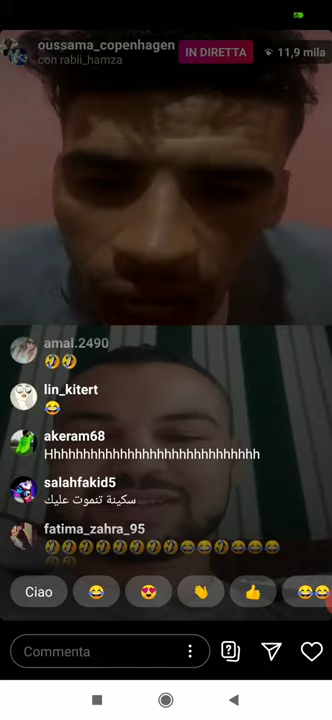 oussama_copenhagen
IN DIRETTA
11,9 mila
con rabii_hamza
amal.2490
🤣🤣
lin_kitert
😂
akeram68
Hhhhhhhhhhhhhhhhhhhhhhhhhhhhh
salahfakid5
سكينة تنموت عليك
fatima_zahra_95
🤣🤣🤣🤣🤣🤣🤣🤣😂😂🤣😂😂😂
🤣🤣
Ciao 😂 😍 👏 👍 😂😂
Commenta